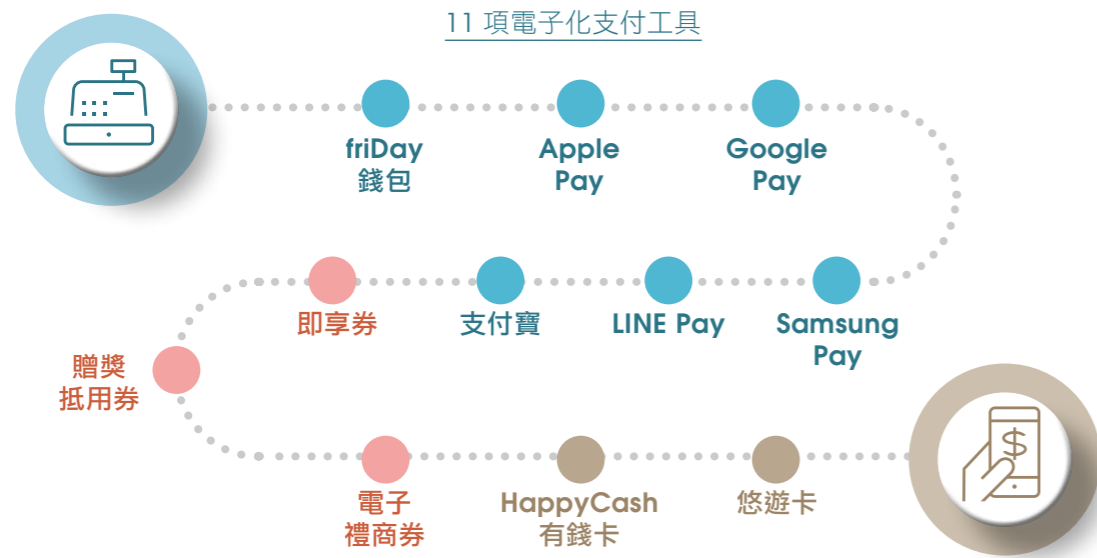 11 項電子化支付工具
friDay
錢包
Apple
Pay
Google
Pay
Samsung
Pay
LINE Pay
支付寶
即享券
贈獎
抵用券
電子
禮商券
HappyCash
有錢卡
悠遊卡
$